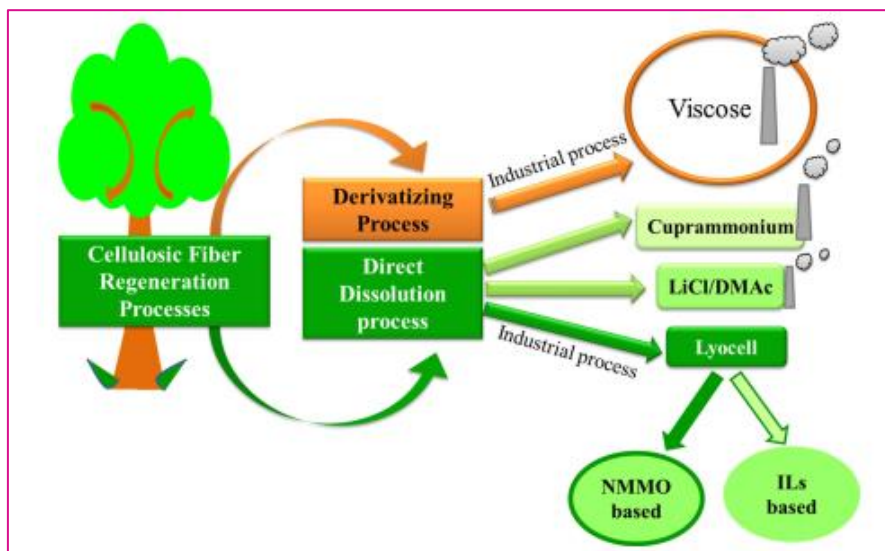 Cellulosic Fiber
Regeneration
Processes
Derivatizing
Process
Direct
Dissolution
process
Industrial process
Industrial process
Viscose
Cuprammonium
LiCl/DMAc
Lyocell
NMMO
based
ILs
based